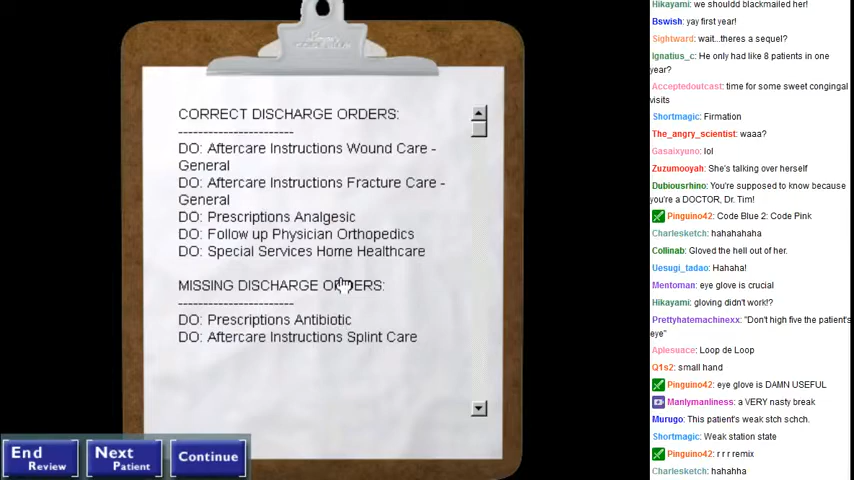 CORRECT DISCHARGE ORDERS:
-----------------------
DO: Aftercare Instructions Wound Care -
General
DO: Aftercare Instructions Fracture Care -
General
DO: Prescriptions Analgesic
DO: Follow up Physician Orthopedics
DO: Special Services Home Healthcare
MISSING DISCHARGE ORDERS:
-----------------------
DO: Prescriptions Antibiotic
DO: Aftercare Instructions Splint Care
End
Review
Next
Patient
Continue
Hikayami: we shouldd blackmailed her!
Bswish: yay first year!
Sightward: wait...theres a sequel?
Ignatius_c: He only had like 8 patients in one
year?
Acceptedoutcast: time for some sweet congingal
visits
Shortmagic: Firmation
The_angry_scientist: waaa?
Gasaixyuno: lol
Zuzumooyah: She's talking over herself
Dubiousrhino: You're supposed to know because
you're a DOCTOR, Dr. Tim!
Pinguino42: Code Blue 2: Code Pink
Charlesketch: hahahahaha
Collinab: Gloved the hell out of her.
Uesugi_tadao: Hahaha!
Mentoman: eye glove is crucial
Hikayami: gloving didn't work!?
Prettyhatemachinexx: "Don't high five the patient's
eye"
Aplesuace: Loop de Loop
Q1s2: small hand
Pinguino42: eye glove is DAMN USEFUL
Manlymanliness: a VERY nasty break
Murugo: This patient's weak stch schch.
Shortmagic: Weak station state
Pinguino42: r r r remix
Charlesketch: hahahha